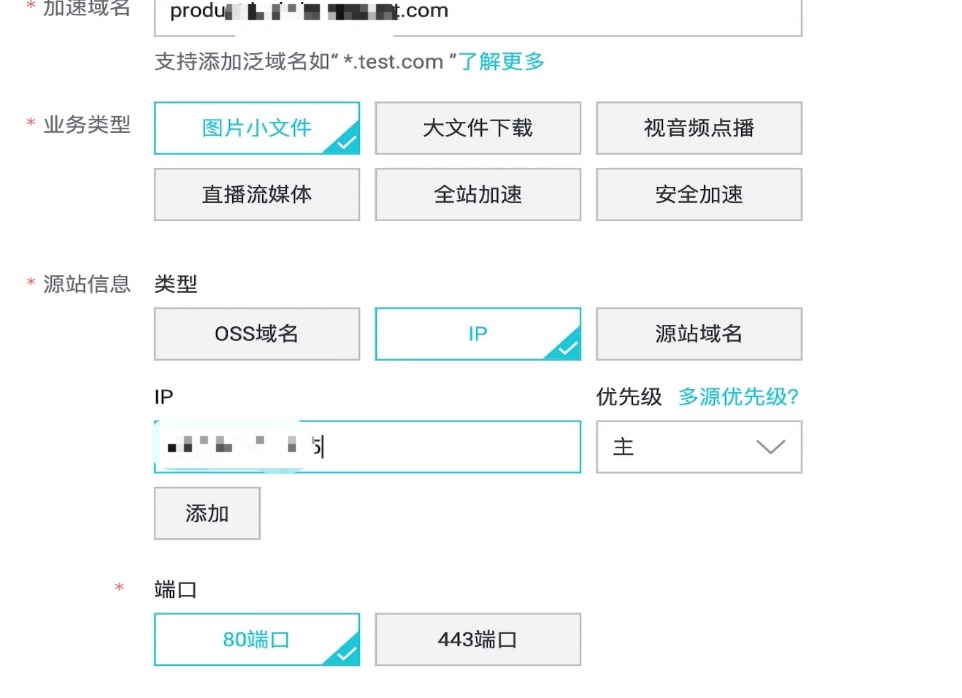 * 加速域名
produ t.com
支持添加泛域名如“ *.test.com ”了解更多
* 业务类型
图片小文件 大文件下载 视音频点播
直播流媒体 全站加速 安全加速
* 源站信息 类型
OSS域名 IP 源站域名
IP 优先级 多源优先级?
5 主
添加
* 端口
80端口 443端口